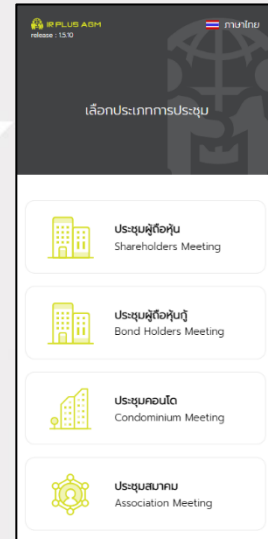 IR PLUS AGM
release : 1.5.10
ภาษาไทย
เลือกประเภทการประชุม
ประชุมผู้ถือหุ้น
Shareholders Meeting
ประชุมผู้ถือหุ้นกู้
Bond Holders Meeting
ประชุมคอนโด
Condominium Meeting
ประชุมสมาคม
Association Meeting